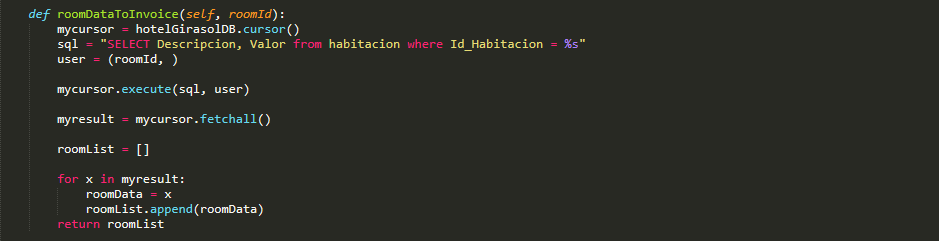 def roomDataToInvoice(self, roomId):
    mycursor = hotelGirasolDB.cursor()
    sql = "SELECT Descripcion, Valor from habitacion where Id_Habitacion = %s"
    user = (roomId, )
    mycursor.execute(sql, user)
    myresult = mycursor.fetchall()
    roomList = []
    for x in myresult:
        roomData = x
        roomList.append(roomData)
    return roomList